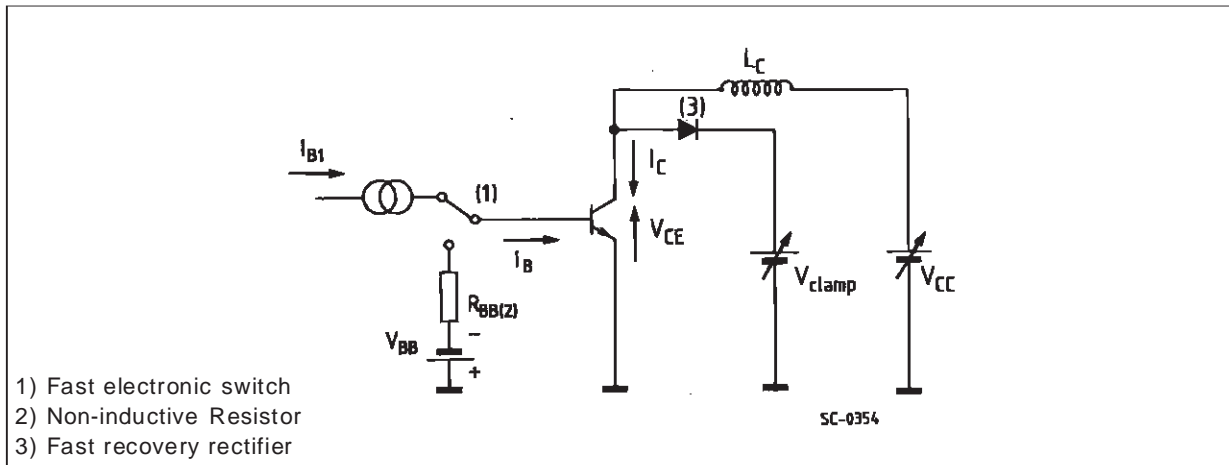 L_C
(3)
I_B1
(1)
I_C
V_CE
I_B
V_clamp
V_CC
R_BB(2)
V_BB
-
+
1) Fast electronic switch
2) Non-inductive Resistor
3) Fast recovery rectifier
SC-0354